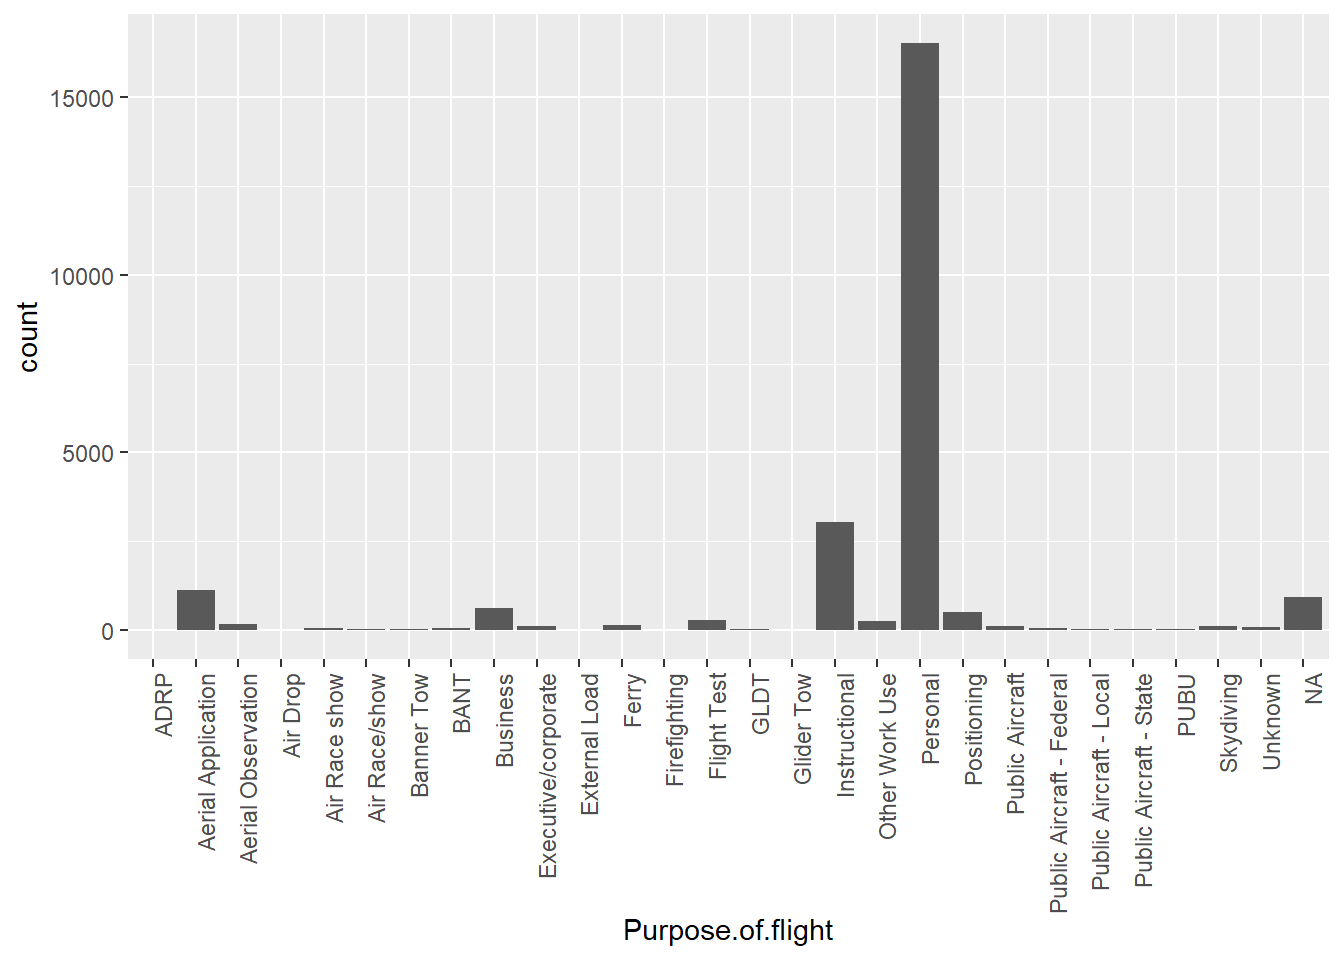 15000
10000
5000
0
count
ADRP
Aerial Application
Aerial Observation
Air Drop
Air Race show
Air Race/show
Banner Tow
BANT
Business
Executive/corporate
External Load
Ferry
Firefighting
Flight Test
GLDT
Glider Tow
Instructional
Other Work Use
Personal
Positioning
Public Aircraft
Public Aircraft - Federal
Public Aircraft - Local
Public Aircraft - State
PUBU
Skydiving
Unknown
NA
Purpose.of.flight